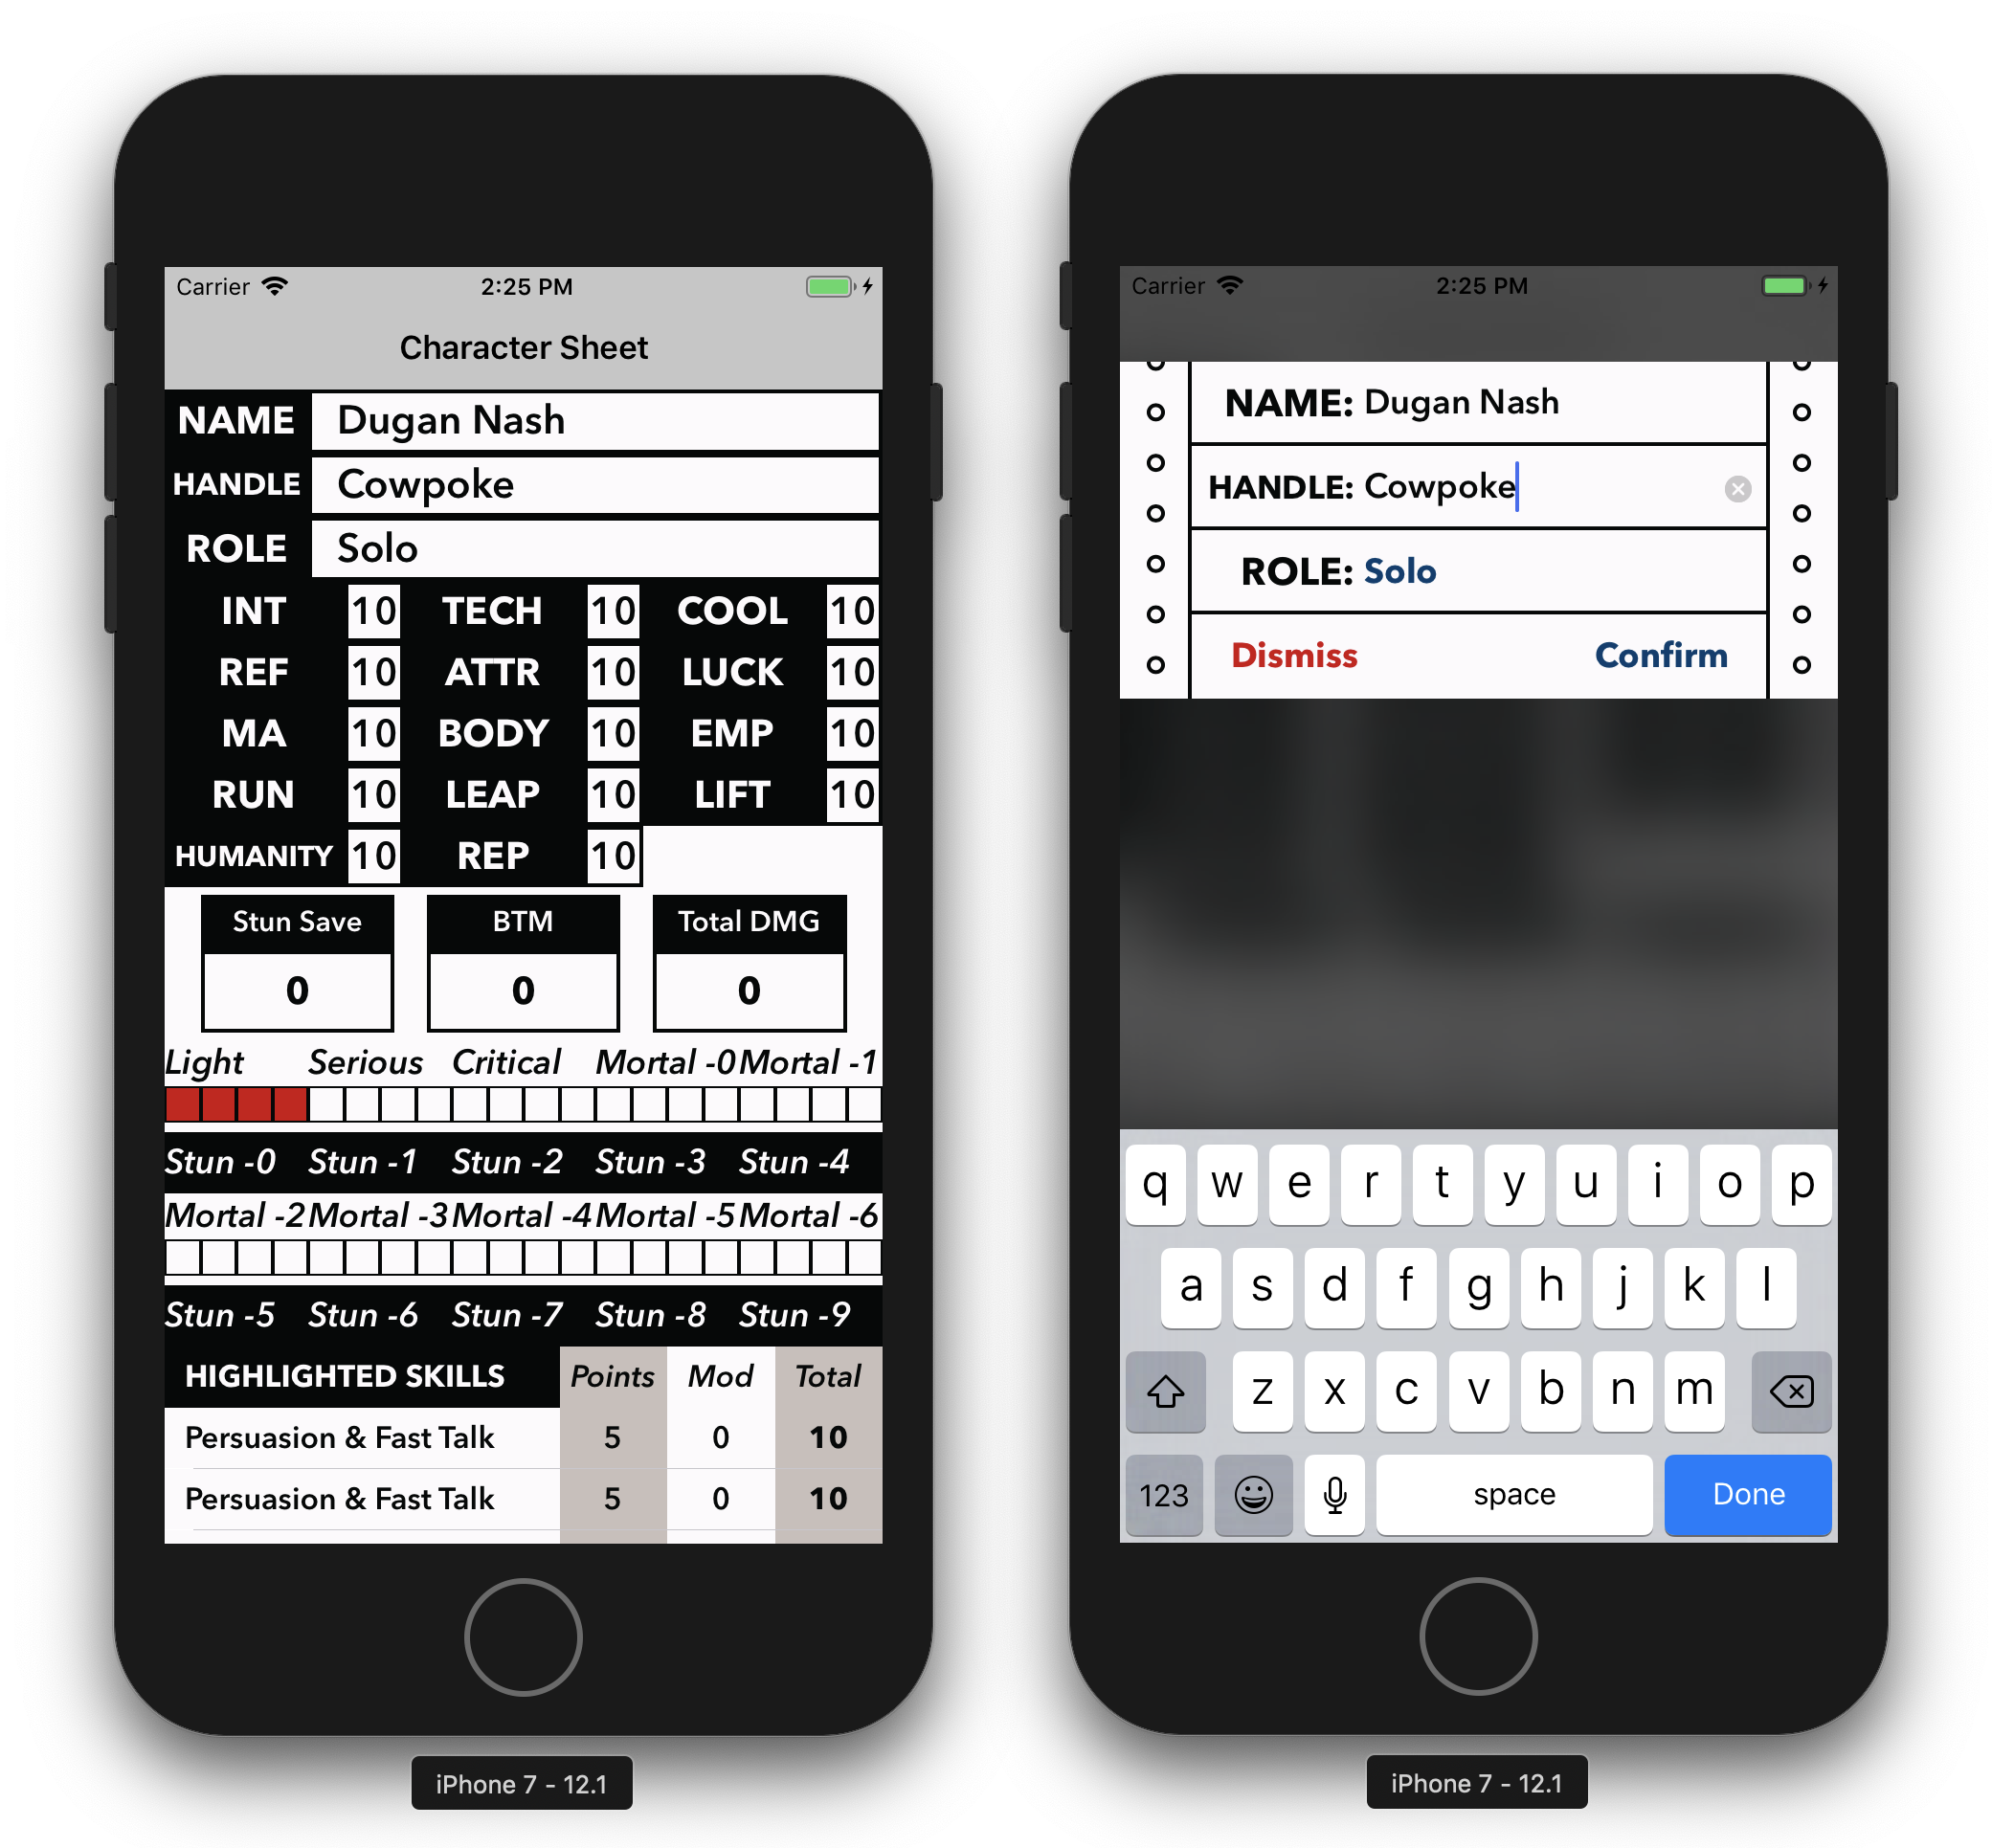 Carrier 2:25 PM
Character Sheet
NAME Dugan Nash
HANDLE Cowpoke
ROLE Solo
INT 10 TECH 10 COOL 10
REF 10 ATTR 10 LUCK 10
MA 10 BODY 10 EMP 10
RUN 10 LEAP 10 LIFT 10
HUMANITY 10 REP 10
Stun Save BTM Total DMG
0 0 0
Light Serious Critical Mortal -0 Mortal -1
Stun -0 Stun -1 Stun -2 Stun -3 Stun -4
Mortal -2 Mortal -3 Mortal -4 Mortal -5 Mortal -6
Stun -5 Stun -6 Stun -7 Stun -8 Stun -9
HIGHLIGHTED SKILLS Points Mod Total
Persuasion & Fast Talk 5 0 10
Persuasion & Fast Talk 5 0 10
iPhone 7 - 12.1
Carrier 2:25 PM
NAME: Dugan Nash
HANDLE: Cowpoke
ROLE: Solo
Dismiss Confirm
q w e r t y u i o p
a s d f g h j k l
z x c v b n m
123 space Done
iPhone 7 - 12.1